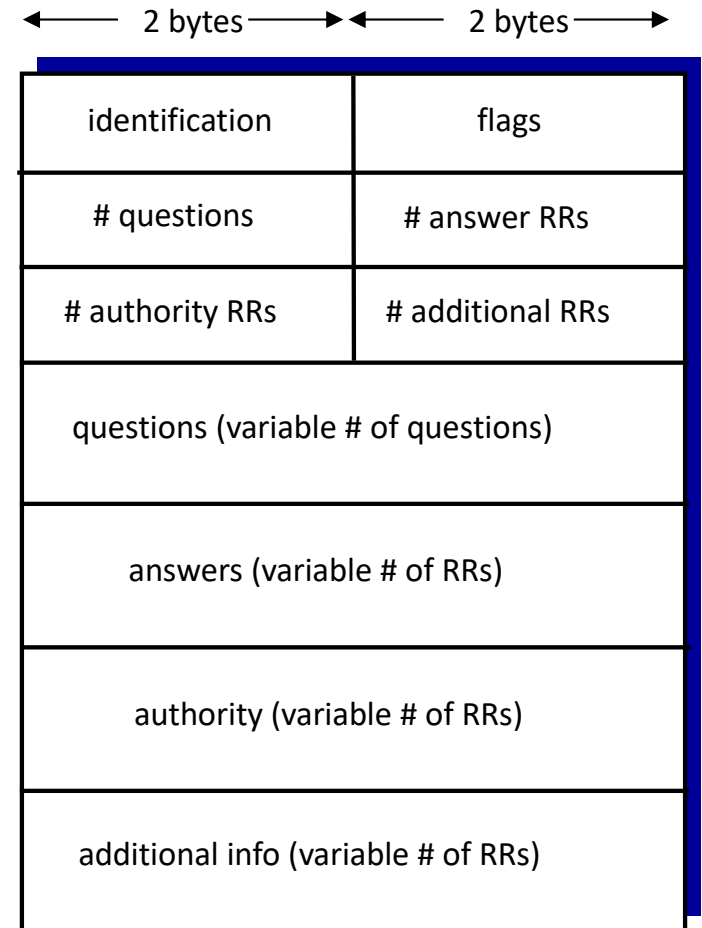 2 bytes 2 bytes
identification flags
# questions # answer RRs
# authority RRs # additional RRs
questions (variable # of questions)
answers (variable # of RRs)
authority (variable # of RRs)
additional info (variable # of RRs)